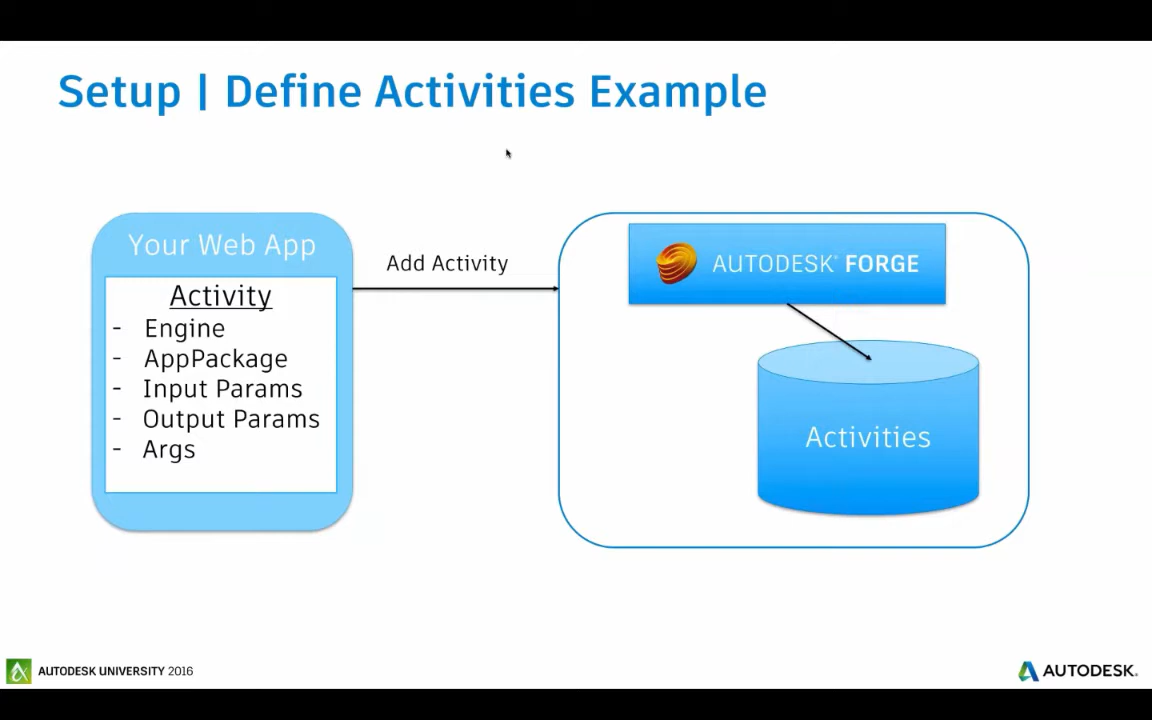 Setup | Define Activities Example
Your Web App
Activity
- Engine
- AppPackage
- Input Params
- Output Params
- Args
Add Activity
AUTODESK® FORGE
Activities
AUTODESK UNIVERSITY 2016
AUTODESK.